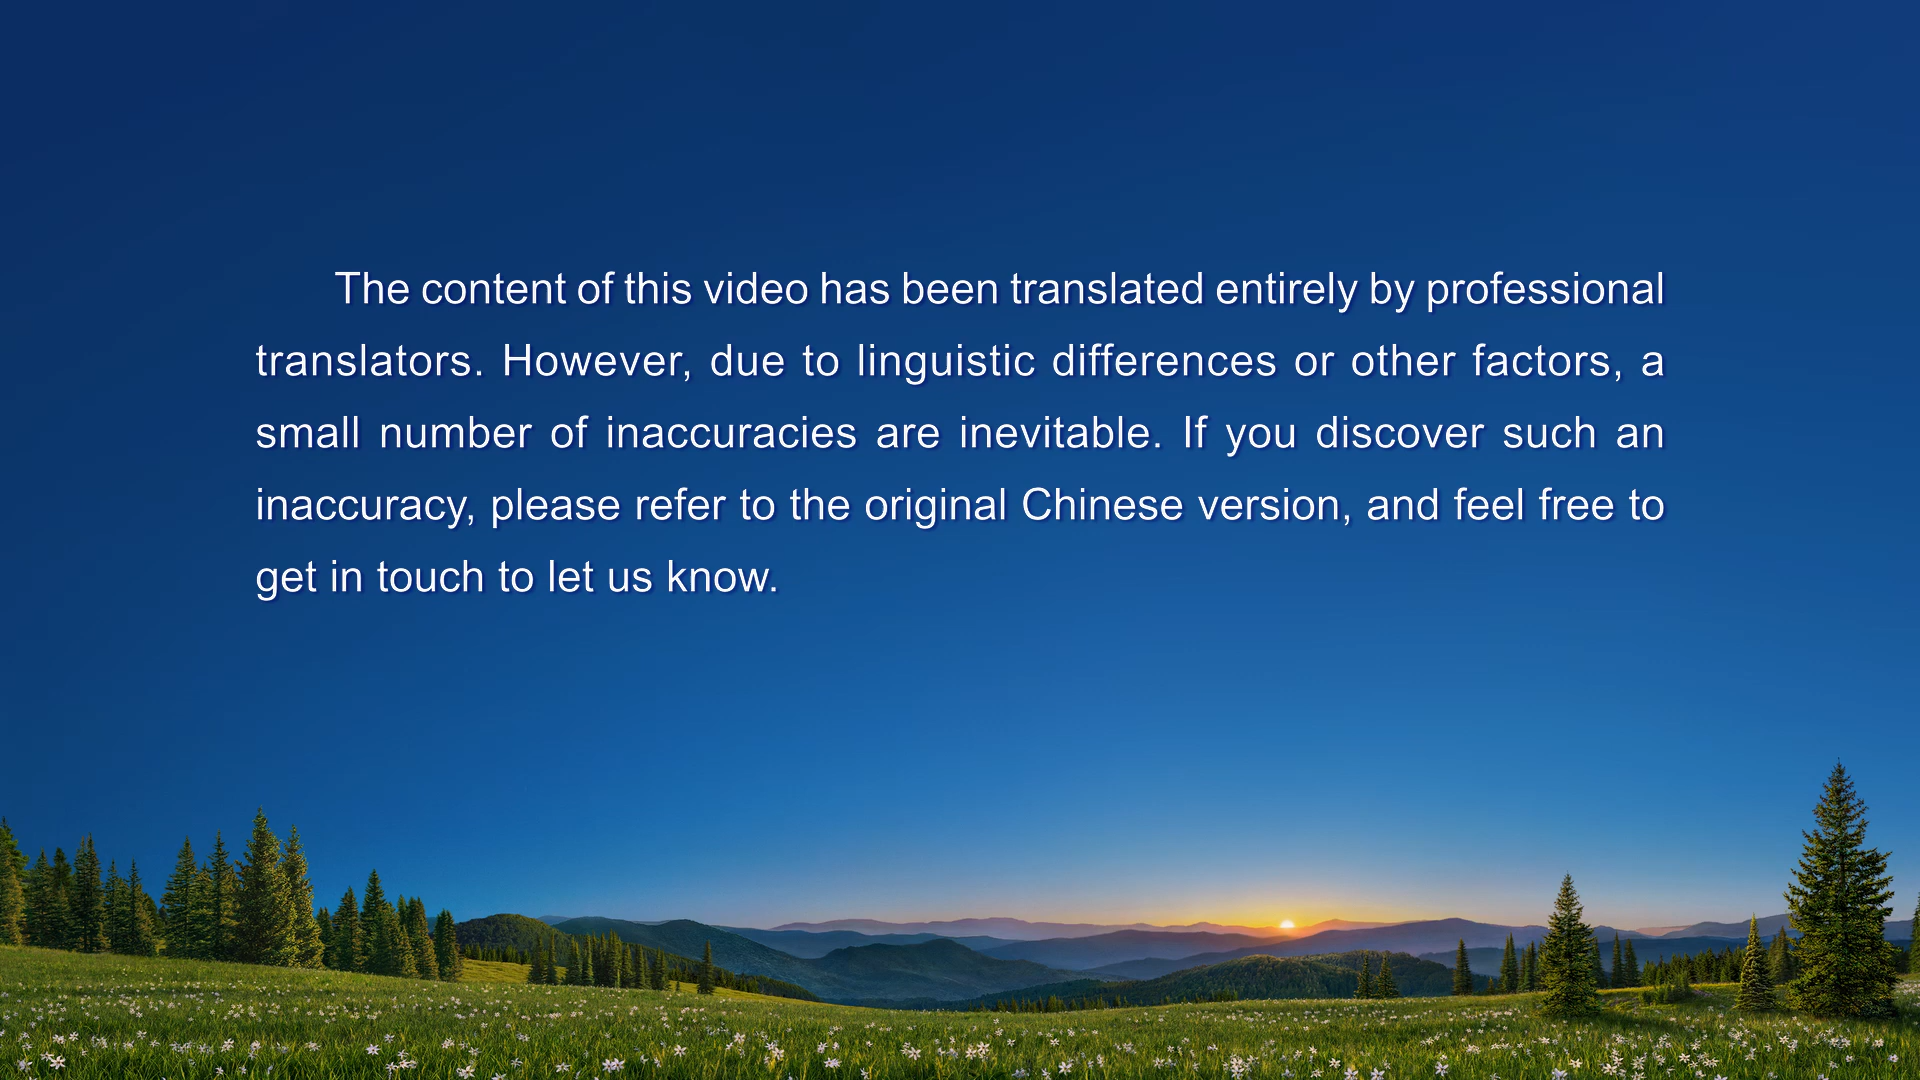 The content of this video has been translated entirely by professional
translators. However, due to linguistic differences or other factors, a
small number of inaccuracies are inevitable. If you discover such an
inaccuracy, please refer to the original Chinese version, and feel free to
get in touch to let us know.